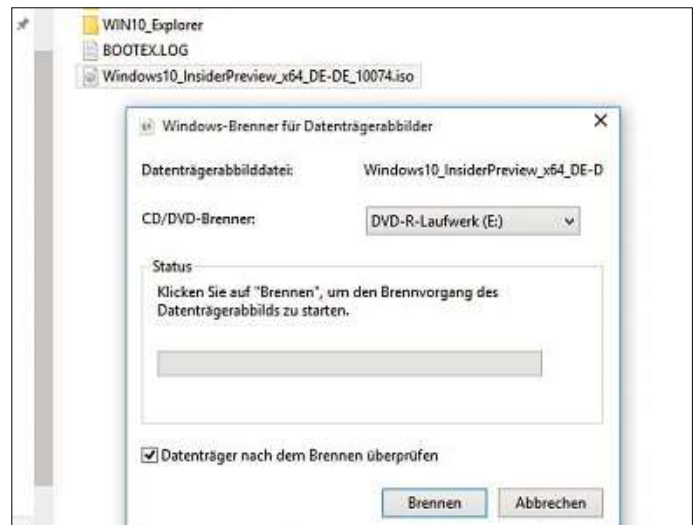 WIN10_Explorer
BOOTEX.LOG
Windows10_InsiderPreview_x64_DE-DE_10074.iso
Windows-Brenner für Datenträgerabbilder
Datenträgerabbilddatei: Windows10_InsiderPreview_x64_DE-D
CD/DVD-Brenner: DVD-R-Laufwerk (E:)
Status
Klicken Sie auf "Brennen", um den Brennvorgang des
Datenträgerabbilds zu starten.
Datenträger nach dem Brennen überprüfen
Brennen Abbrechen